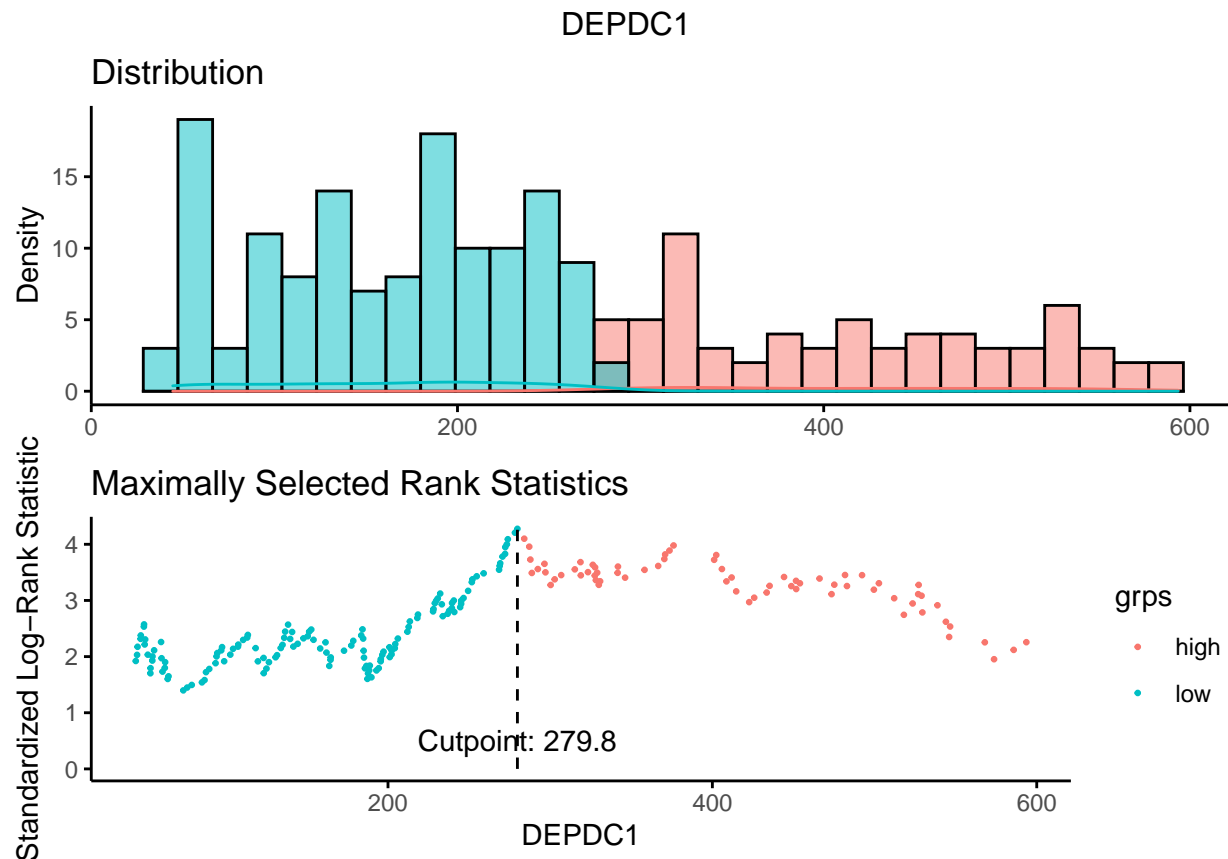 DEPDC1
Distribution
Density
15
10
5
0
0 200 400 600
Maximally Selected Rank Statistics
Standardized Log−Rank Statistic
4
3
2
1
0
Cutpoint: 279.8
200 400 600
DEPDC1
grps
high
low